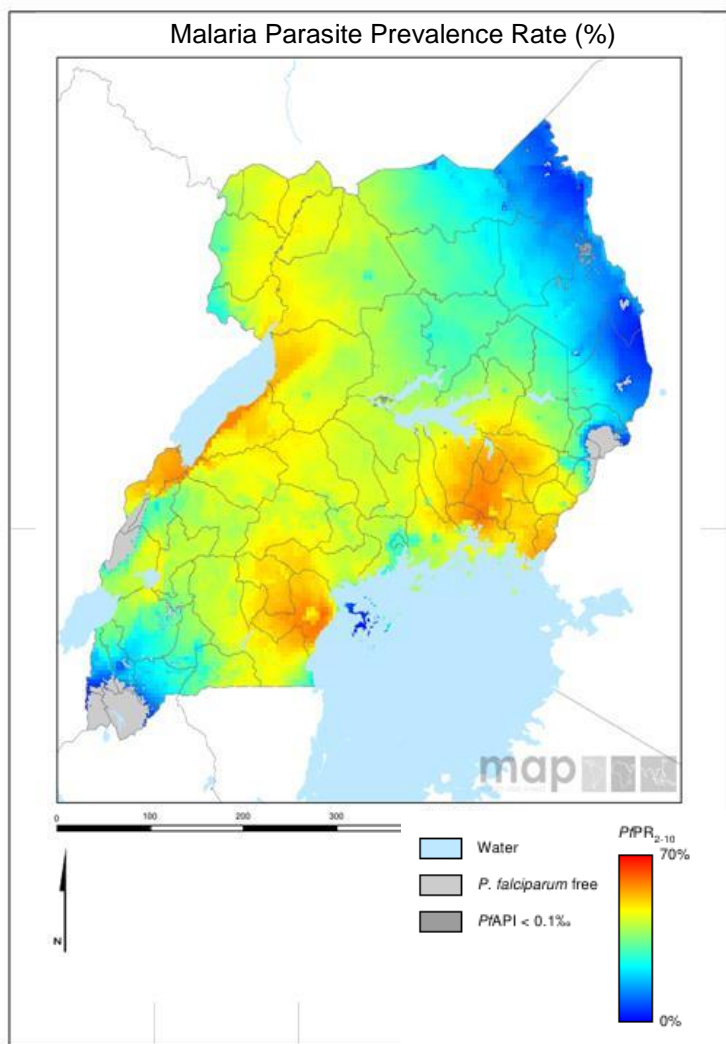 Malaria Parasite Prevalence Rate (%)
map
0 100 200 300
Water
P. falciparum free
PfAPI < 0.1‰
PfPR2-10
70%
0%
N